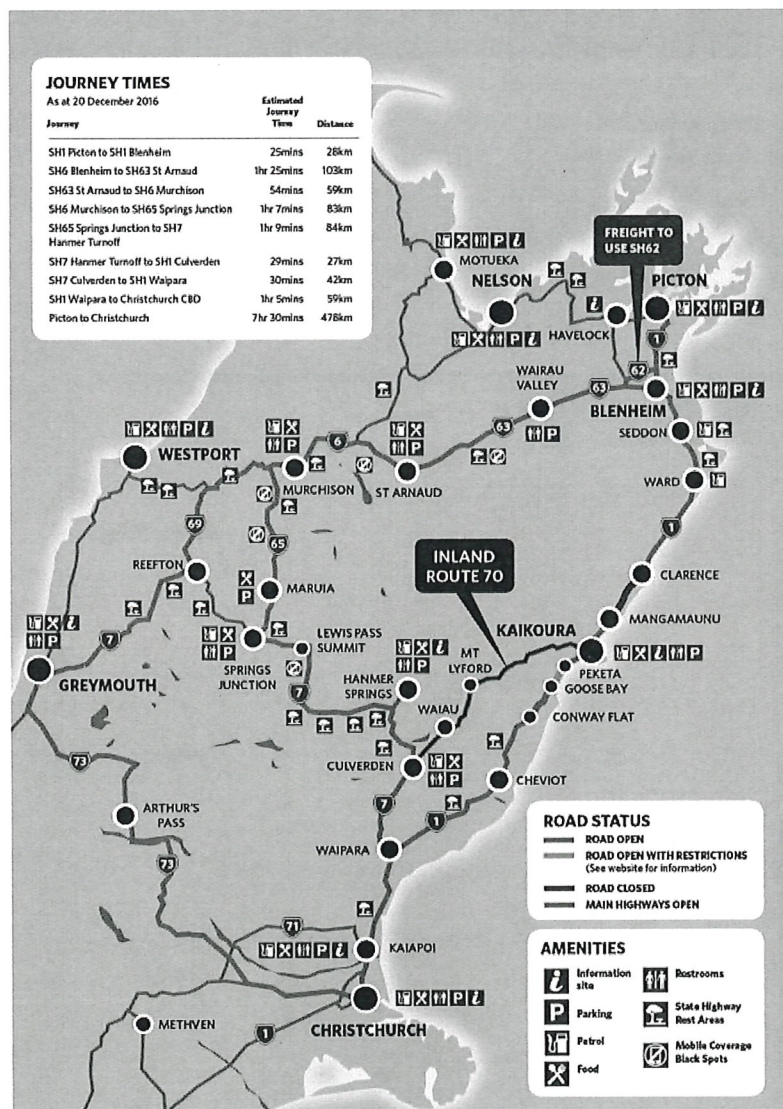 JOURNEY TIMES
As at 20 December 2016
Journey Estimated Journey Time Distance
SH1 Picton to SH1 Blenheim 25mins 28km
SH6 Blenheim to SH63 St Arnaud 1hr 25mins 103km
SH63 St Arnaud to SH6 Murchison 54mins 59km
SH6 Murchison to SH65 Springs Junction 1hr 7mins 83km
SH65 Springs Junction to SH7 Hanmer Turnoff 1hr 9mins 84km
SH7 Hanmer Turnoff to SH1 Culverden 29mins 27km
SH7 Culverden to SH1 Waipara 30mins 42km
SH1 Waipara to Christchurch CBD 1hr 5mins 59km
Picton to Christchurch 7hr 30mins 478km
FREIGHT TO
USE SH62
P i
MOTUEKA
NELSON
i
PICTON
P i
HAVELOCK
1
P i
62
WAIRAU
VALLEY
63
BLENHEIM
P i
P
SEDDON
63
P i
WESTPORT
P
6
P
MURCHISON
ST ARNAUD
WARD
69
65
1
INLAND
ROUTE 70
REEFTON
MARUIA
P
CLARENCE
MANGAMAUNU
KAIKOURA
i
P
7
GREYMOUTH
P
SPRINGS
JUNCTION
LEWIS PASS
SUMMIT
i
P
MT
LYFORD
i P
PEKETA
GOOSE BAY
HANMER
SPRINGS
7
WAIAU
CONWAY FLAT
CULVERDEN
P
CHEVIOT
73
7
1
ARTHUR'S
PASS
WAIPARA
73
71
P i
KAIAPOI
P i
CHRISTCHURCH
METHVEN
1
ROAD STATUS
ROAD OPEN
ROAD OPEN WITH RESTRICTIONS
(See website for information)
ROAD CLOSED
MAIN HIGHWAYS OPEN
AMENITIES
i Information site
P Parking
Petrol
Food
Restrooms
State Highway Rest Areas
Mobile Coverage Black Spots